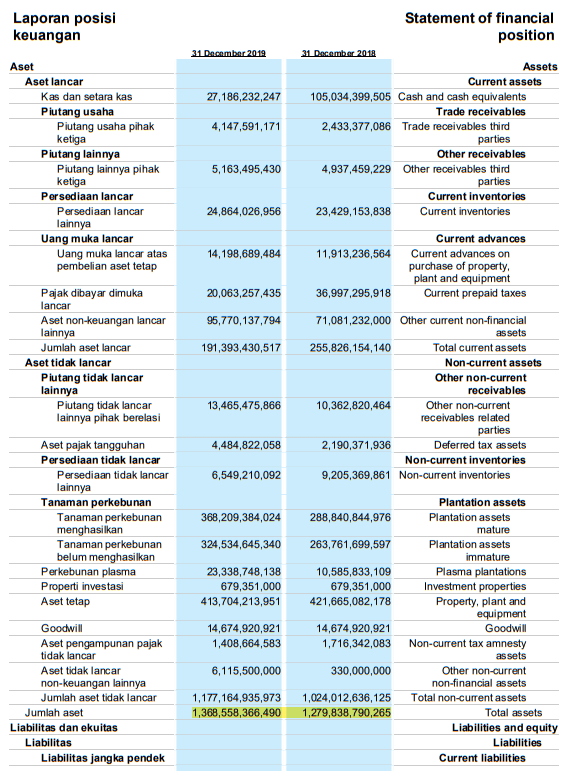 Laporan posisi keuangan Statement of financial position
31 December 2019 31 December 2018
Aset Assets
Aset lancar Current assets
Kas dan setara kas 27,186,232,247 105,034,399,505 Cash and cash equivalents
Piutang usaha Trade receivables
Piutang usaha pihak ketiga 4,147,591,171 2,433,377,086 Trade receivables third parties
Piutang lainnya Other receivables
Piutang lainnya pihak ketiga 5,163,495,430 4,937,459,229 Other receivables third parties
Persediaan lancar Current inventories
Persediaan lancar lainnya 24,864,026,956 23,429,153,838 Current inventories
Uang muka lancar Current advances
Uang muka lancar atas pembelian aset tetap 14,198,689,484 11,913,236,564 Current advances on purchase of property, plant and equipment
Pajak dibayar dimuka lancar 20,063,257,435 36,997,295,918 Current prepaid taxes
Aset non-keuangan lancar lainnya 95,770,137,794 71,081,232,000 Other current non-financial assets
Jumlah aset lancar 191,393,430,517 255,826,154,140 Total current assets
Aset tidak lancar Non-current assets
Piutang tidak lancar lainnya Other non-current receivables
Piutang tidak lancar lainnya pihak berelasi 13,465,475,866 10,362,820,464 Other non-current receivables related parties
Aset pajak tangguhan 4,484,822,058 2,190,371,936 Deferred tax assets
Persediaan tidak lancar Non-current inventories
Persediaan tidak lancar lainnya 6,549,210,092 9,205,369,861 Non-current inventories
Tanaman perkebunan Plantation assets
Tanaman perkebunan menghasilkan 368,209,384,024 288,840,844,976 Plantation assets mature
Tanaman perkebunan belum menghasilkan 324,534,645,340 263,761,699,597 Plantation assets immature
Perkebunan plasma 23,338,748,138 10,585,833,109 Plasma plantations
Properti investasi 679,351,000 679,351,000 Investment properties
Aset tetap 413,704,213,951 421,665,082,178 Property, plant and equipment
Goodwill 14,674,920,921 14,674,920,921 Goodwill
Aset pengampunan pajak tidak lancar 1,408,664,583 1,716,342,083 Non-current tax amnesty assets
Aset tidak lancar non-keuangan lainnya 6,115,500,000 330,000,000 Other non-current non-financial assets
Jumlah aset tidak lancar 1,177,164,935,973 1,024,012,636,125 Total non-current assets
Jumlah aset 1,368,558,366,490 1,279,838,790,265 Total assets
Liabilitas dan ekuitas Liabilities and equity
Liabilitas Liabilities
Liabilitas jangka pendek Current liabilities